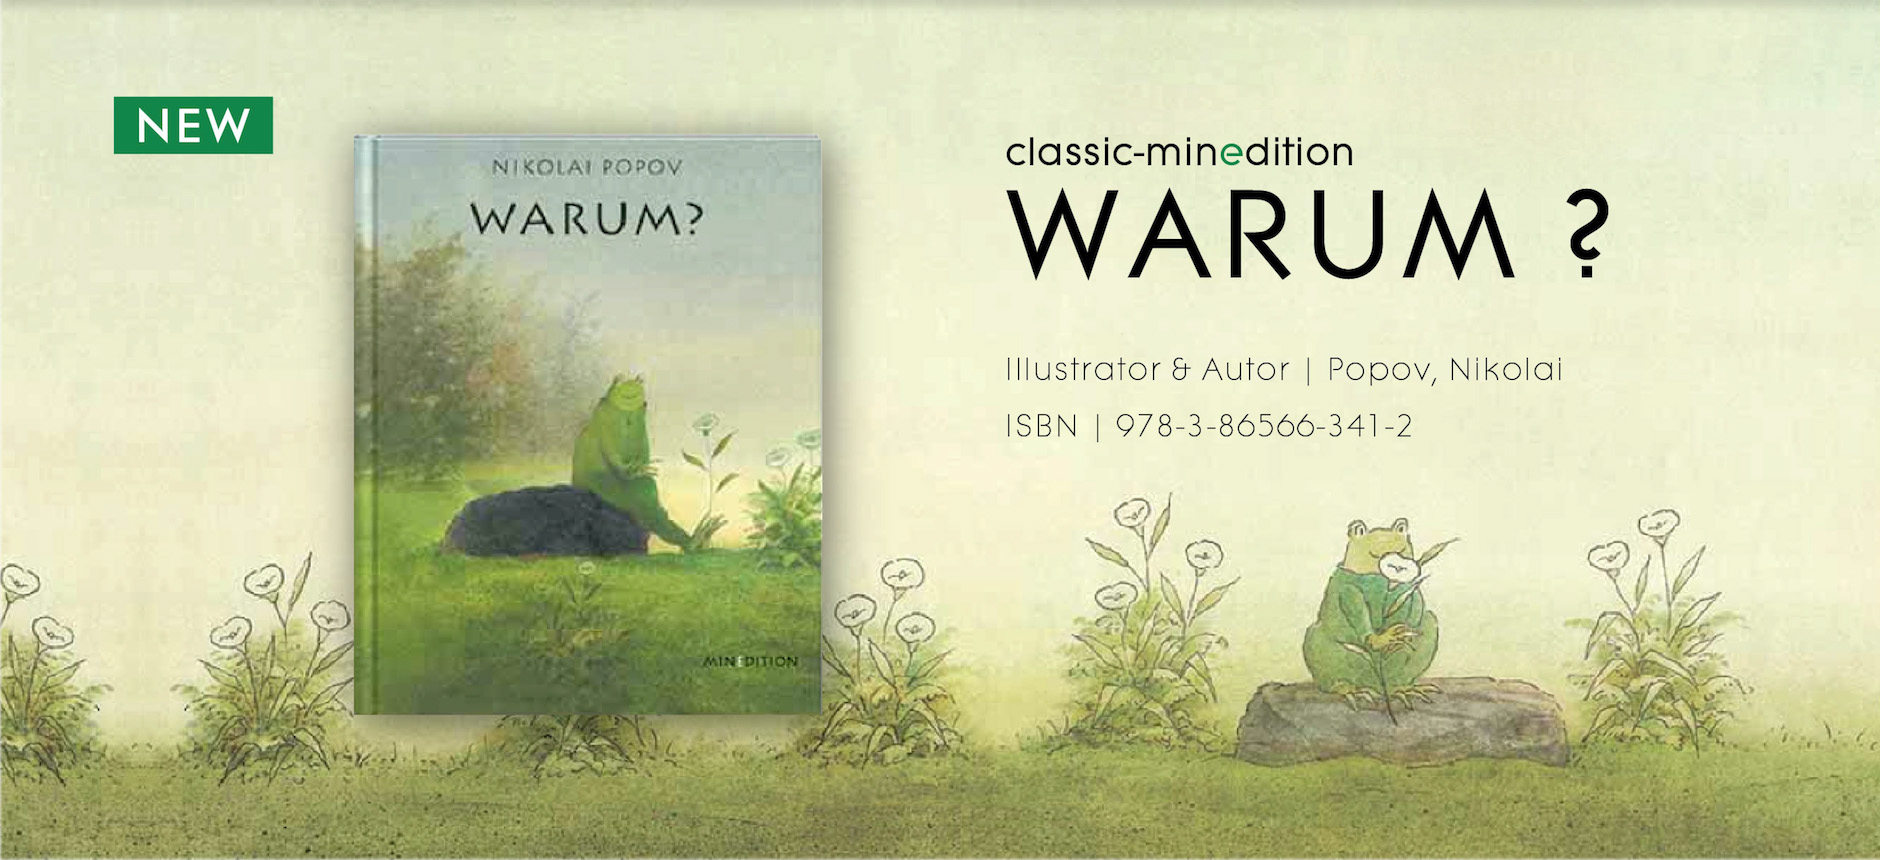 NEW
NIKOLAI POPOV
WARUM?
MINEDITION
classic-minedition
WARUM ?
Illustrator & Autor | Popov, Nikolai
ISBN | 978-3-86566-341-2